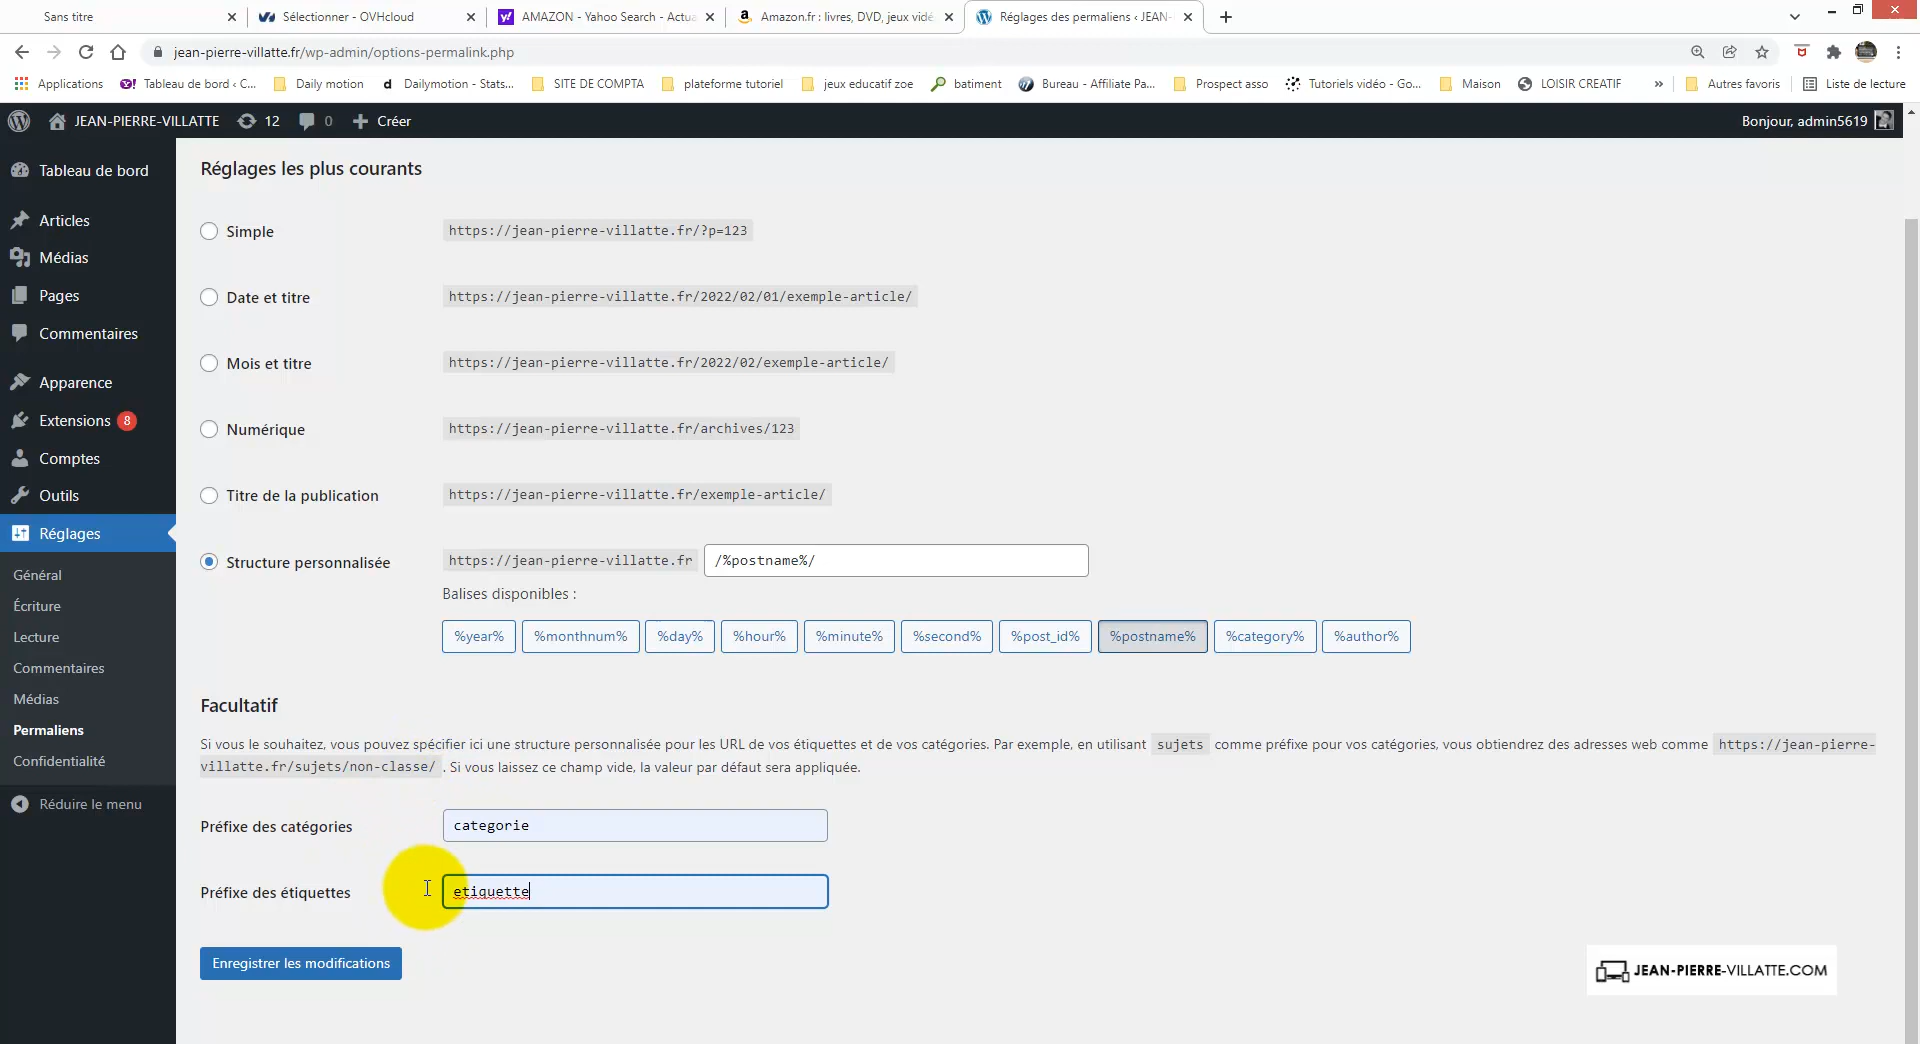 Sans titre
Sélectionner - OVHcloud
AMAZON - Yahoo Search - Actua
Amazon.fr : livres, DVD, jeux vidé
Réglages des permaliens ‹ JEAN-
jean-pierre-villatte.fr/wp-admin/options-permalink.php
Applications
Tableau de bord ‹ C...
Daily motion
Dailymotion - Stats...
SITE DE COMPTA
plateforme tutoriel
jeux educatif zoe
batiment
Bureau - Affiliate Pa...
Prospect asso
Tutoriels vidéo - Go...
Maison
LOISIR CREATIF
»
Autres favoris
Liste de lecture
JEAN-PIERRE-VILLATTE
12
0
Créer
Bonjour, admin5619
Tableau de bord
Articles
Médias
Pages
Commentaires
Apparence
Extensions 8
Comptes
Outils
Réglages
Général
Écriture
Lecture
Commentaires
Médias
Permaliens
Confidentialité
Réduire le menu
Réglages les plus courants
Simple
https://jean-pierre-villatte.fr/?p=123
Date et titre
https://jean-pierre-villatte.fr/2022/02/01/exemple-article/
Mois et titre
https://jean-pierre-villatte.fr/2022/02/exemple-article/
Numérique
https://jean-pierre-villatte.fr/archives/123
Titre de la publication
https://jean-pierre-villatte.fr/exemple-article/
Structure personnalisée
https://jean-pierre-villatte.fr
/%postname%/
Balises disponibles :
%year%
%monthnum%
%day%
%hour%
%minute%
%second%
%post_id%
%postname%
%category%
%author%
Facultatif
Si vous le souhaitez, vous pouvez spécifier ici une structure personnalisée pour les URL de vos étiquettes et de vos catégories. Par exemple, en utilisant sujets comme préfixe pour vos catégories, vous obtiendrez des adresses web comme https://jean-pierre-
villatte.fr/sujets/non-classe/ . Si vous laissez ce champ vide, la valeur par défaut sera appliquée.
Préfixe des catégories
categorie
Préfixe des étiquettes
etiquette
Enregistrer les modifications
JEAN-PIERRE-VILLATTE.COM